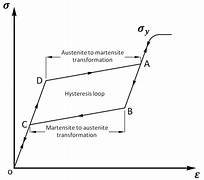 σ
σy
Austenite-to-martensite
transformation
A
D
Hysteresis loop
B
C
Martensite to austenite
transformation
O
ε